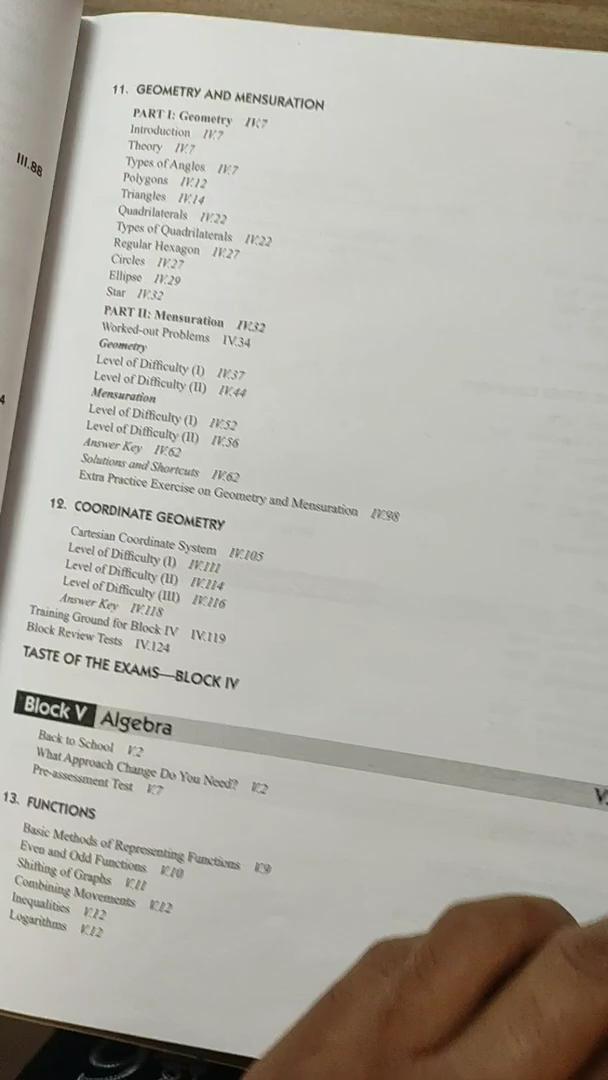 III.88
4
11. GEOMETRY AND MENSURATION
PART I: Geometry IV.7
Introduction IV.7
Theory IV.7
Types of Angles IV.7
Polygons IV.12
Triangles IV.14
Quadrilaterals IV.22
Types of Quadrilaterals IV.22
Regular Hexagon IV.27
Circles IV.27
Ellipse IV.29
Star IV.32
PART II: Mensuration IV.32
Worked-out Problems IV.34
Geometry
Level of Difficulty (I) IV.37
Level of Difficulty (II) IV.44
Mensuration
Level of Difficulty (I) IV.52
Level of Difficulty (II) IV.56
Answer Key IV.62
Solutions and Shortcuts IV.62
Extra Practice Exercise on Geometry and Mensuration IV.98
12. COORDINATE GEOMETRY
Cartesian Coordinate System IV.105
Level of Difficulty (I) IV.111
Level of Difficulty (II) IV.114
Level of Difficulty (III) IV.116
Answer Key IV.118
Training Ground for Block IV IV.119
Block Review Tests IV.124
TASTE OF THE EXAMS—BLOCK IV
Block V Algebra
Back to School V.2
What Approach Change Do You Need? V.2
Pre-assessment Test V.7
13. FUNCTIONS
Basic Methods of Representing Functions V.9
Even and Odd Functions V.10
Shifting of Graphs V.11
Combining Movements V.12
Inequalities V.12
Logarithms V.12